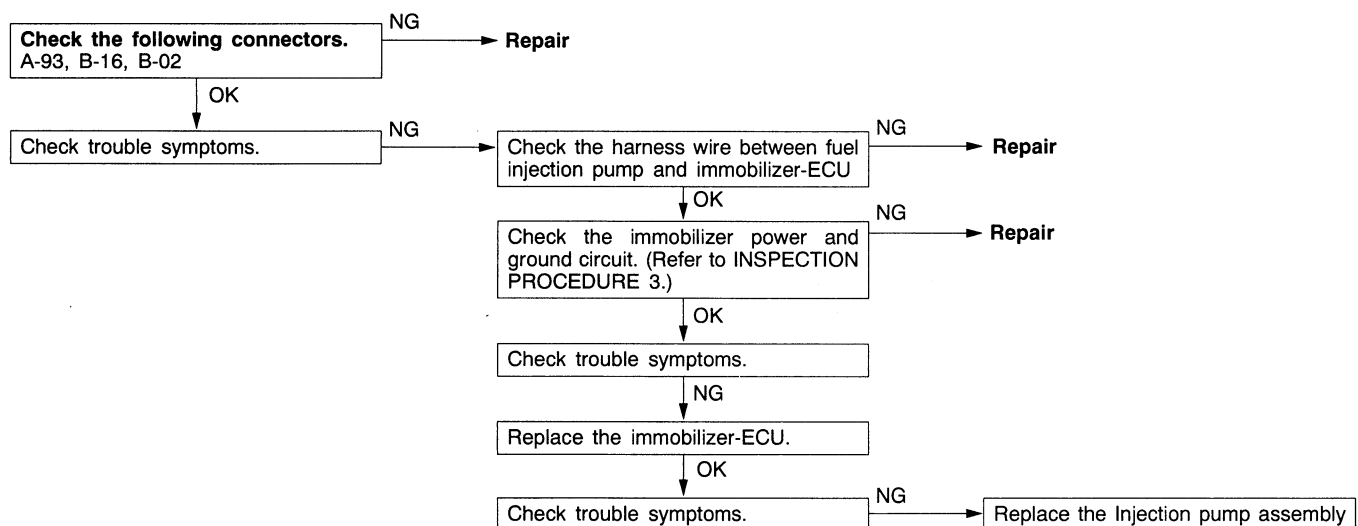 NG
Check the following connectors.
Repair
A-93, B-16, B-02
OK
Check trouble symptoms.
NG
Check the harness wire between fuel
injection pump and immobilizer-ECU
NG
Repair
OK
Check the immobilizer power and
ground circuit. (Refer to INSPECTION
PROCEDURE 3.)
NG
Repair
OK
Check trouble symptoms.
NG
Replace the immobilizer-ECU.
OK
Check trouble symptoms.
NG
Replace the Injection pump assembly